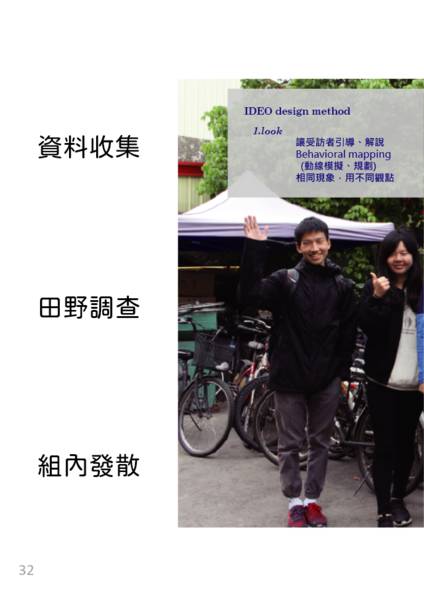 資料收集
IDEO design method
1.look
讓受訪者引導、解說
Behavioral mapping
(動線模擬、規劃)
相同現象，用不同觀點
田野調查
組內發散
32